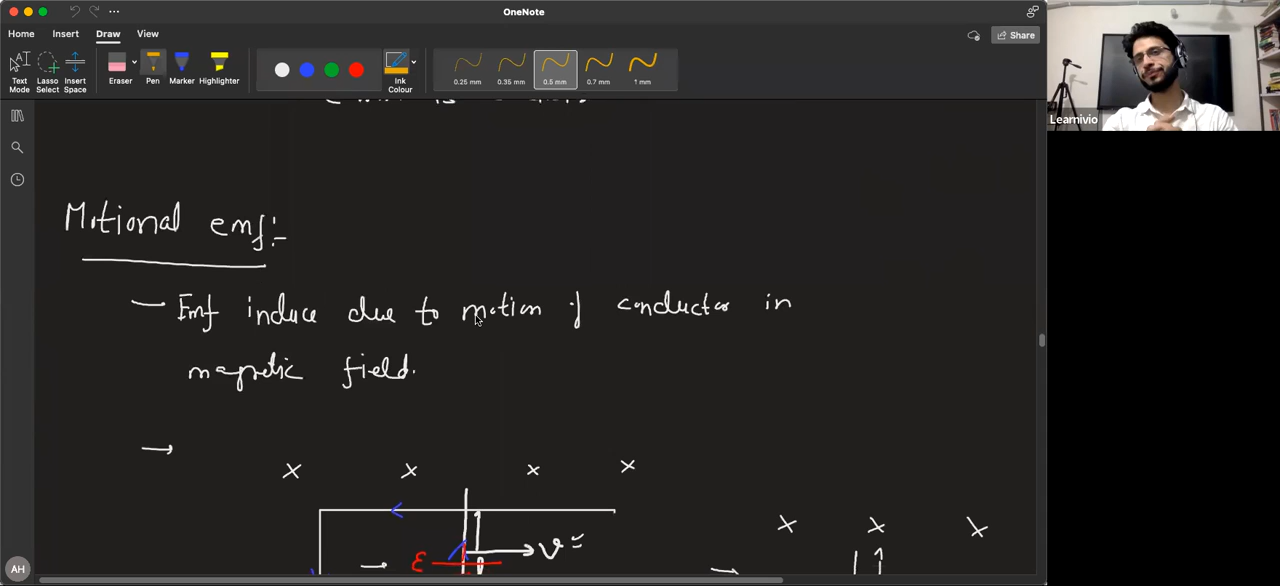 OneNote
Home Insert Draw View
Share
Text Mode
Lasso Select
Insert Space
Eraser
Pen
Marker
Highlighter
Ink Colour
0.25 mm
0.35 mm
0.5 mm
0.7 mm
1 mm
Learnivio
Motional emf:-
— Emf induce due to motion of conductor in
magnetic field.
→
x x x x
x x x
ε
v =
AH